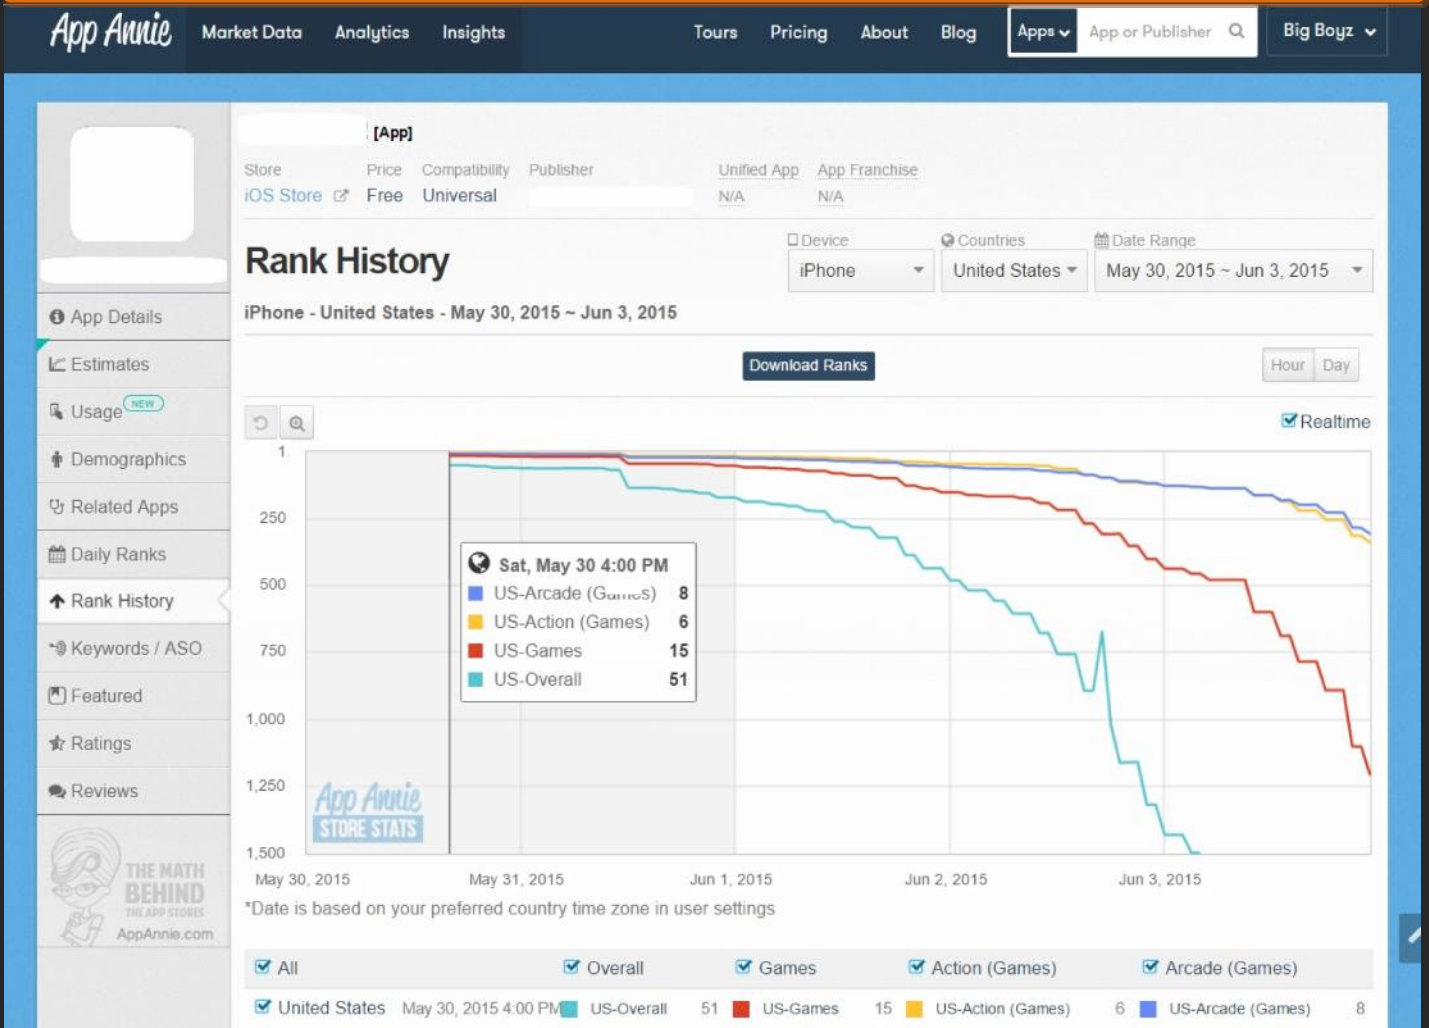 App Annie Market Data Analytics Insights Tours Pricing About Blog Apps App or Publisher Big Boyz
[App]
Store Price Compatibility Publisher Unified App App Franchise
iOS Store Free Universal N/A N/A
Rank History
Device Countries Date Range
iPhone United States May 30, 2015 ~ Jun 3, 2015
iPhone - United States - May 30, 2015 ~ Jun 3, 2015
Download Ranks Hour Day
Realtime
App Details
Estimates
Usage NEW
Demographics
Related Apps
Daily Ranks
Rank History
Keywords / ASO
Featured
Ratings
Reviews
THE MATH
BEHIND
THE APP STORES
AppAnnie.com
1
250
500
750
1,000
1,250
1,500
Sat, May 30 4:00 PM
US-Arcade (Games) 8
US-Action (Games) 6
US-Games 15
US-Overall 51
App Annie
STORE STATS
May 30, 2015 May 31, 2015 Jun 1, 2015 Jun 2, 2015 Jun 3, 2015
*Date is based on your preferred country time zone in user settings
All Overall Games Action (Games) Arcade (Games)
United States May 30, 2015 4:00 PM US-Overall 51 US-Games 15 US-Action (Games) 6 US-Arcade (Games) 8